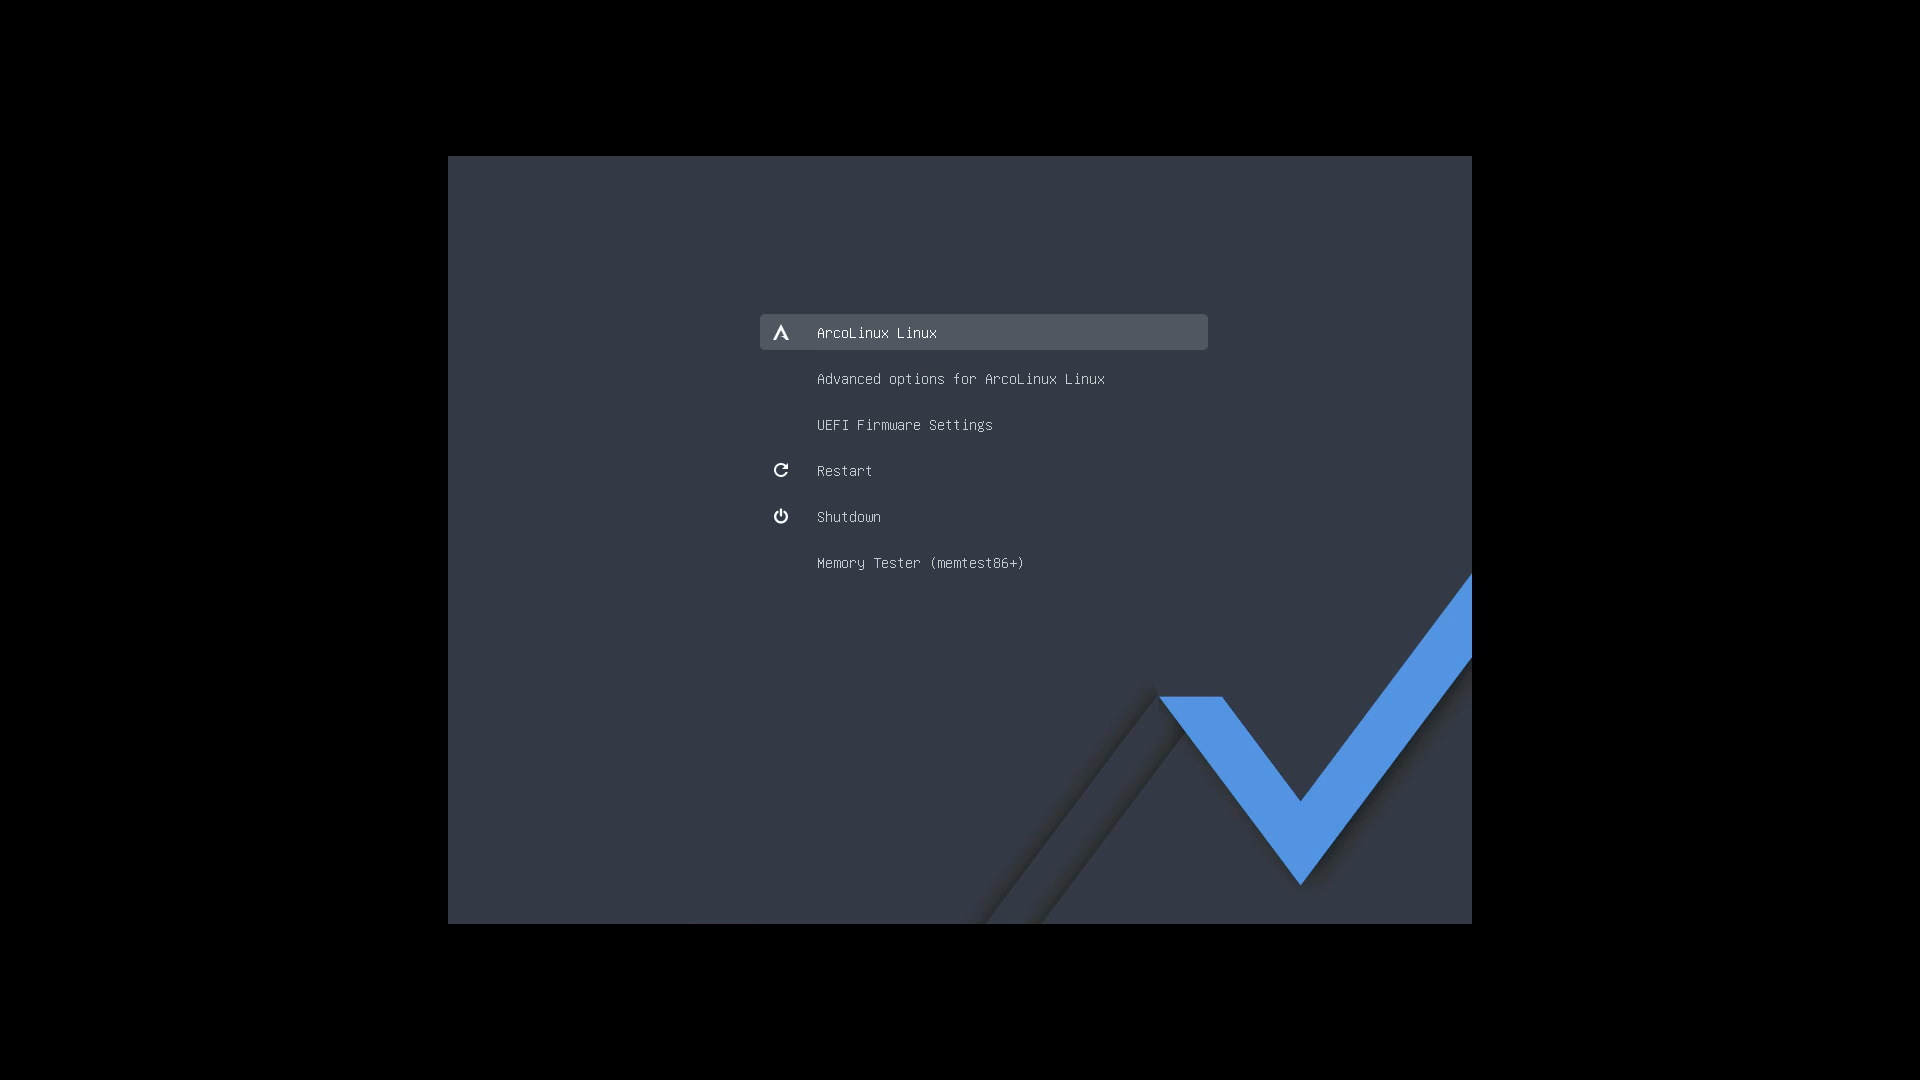 ArcoLinux Linux
Advanced options for ArcoLinux Linux
UEFI Firmware Settings
Restart
Shutdown
Memory Tester (memtest86+)